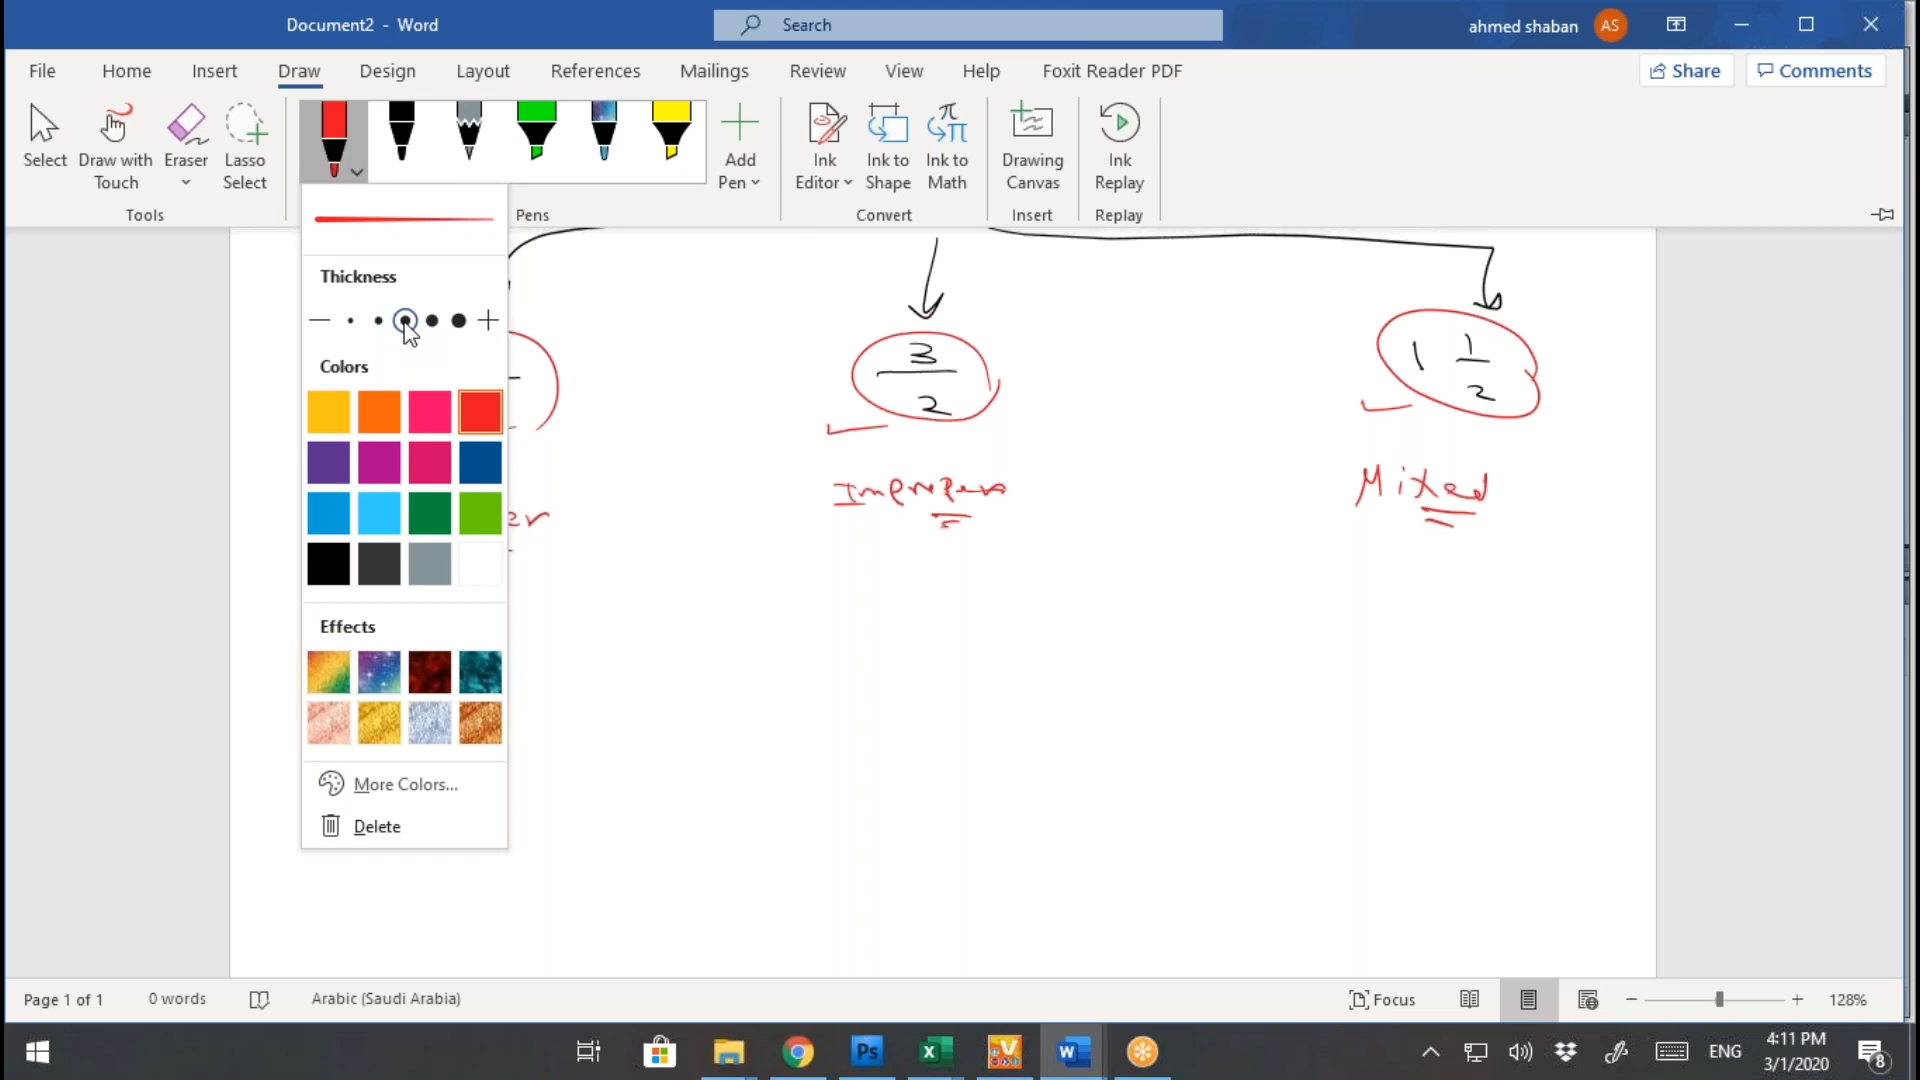 Document2 - Word
Search
ahmed shaban
AS
File
Home
Insert
Draw
Design
Layout
References
Mailings
Review
View
Help
Foxit Reader PDF
Share
Comments
Select
Draw with Touch
Eraser
Lasso Select
Add Pen
Ink Editor
Ink to Shape
Ink to Math
Drawing Canvas
Ink Replay
Tools
Pens
Convert
Insert
Replay
Thickness
Colors
Effects
More Colors...
Delete
3
2
1 1
2
er
Improper
Mixed
Page 1 of 1
0 words
Arabic (Saudi Arabia)
Focus
128%
Ps
ENG
4:11 PM
3/1/2020
8